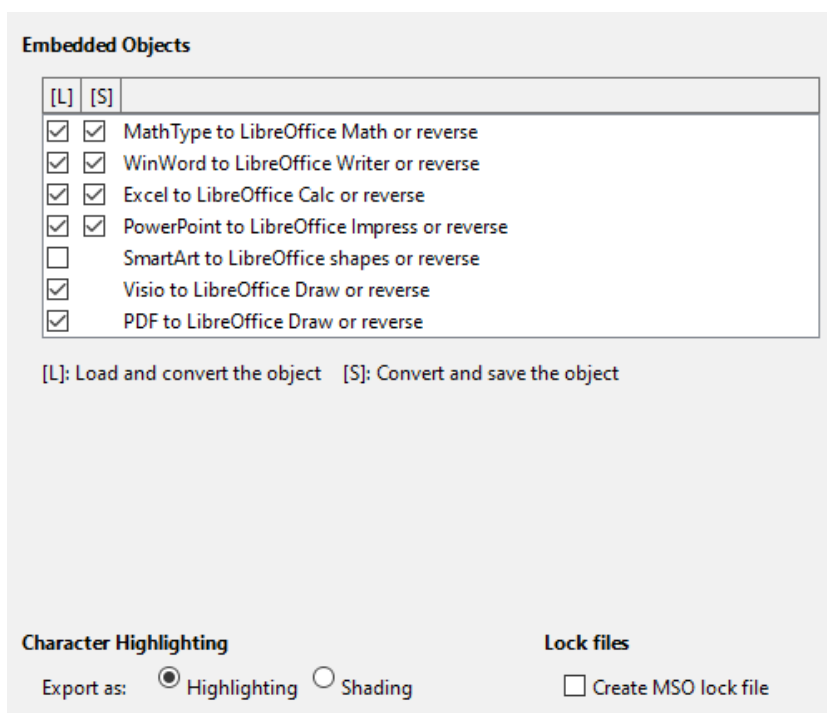 Embedded Objects
[L] [S]
MathType to LibreOffice Math or reverse
WinWord to LibreOffice Writer or reverse
Excel to LibreOffice Calc or reverse
PowerPoint to LibreOffice Impress or reverse
SmartArt to LibreOffice shapes or reverse
Visio to LibreOffice Draw or reverse
PDF to LibreOffice Draw or reverse
[L]: Load and convert the object [S]: Convert and save the object
Character Highlighting Lock files
Export as: Highlighting Shading Create MSO lock file